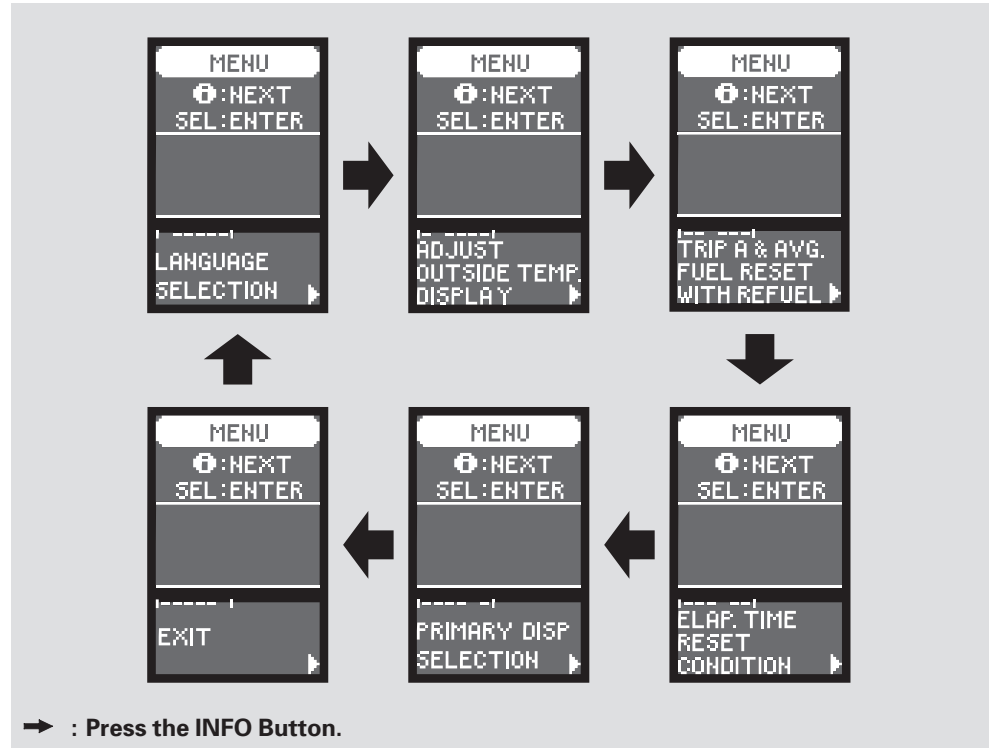 MENU
i:NEXT
SEL:ENTER
LANGUAGE
SELECTION
MENU
i:NEXT
SEL:ENTER
ADJUST
OUTSIDE TEMP.
DISPLAY
MENU
i:NEXT
SEL:ENTER
TRIP A & AVG.
FUEL RESET
WITH REFUEL
MENU
i:NEXT
SEL:ENTER
ELAP. TIME
RESET
CONDITION
MENU
i:NEXT
SEL:ENTER
PRIMARY DISP
SELECTION
MENU
i:NEXT
SEL:ENTER
EXIT
: Press the INFO Button.